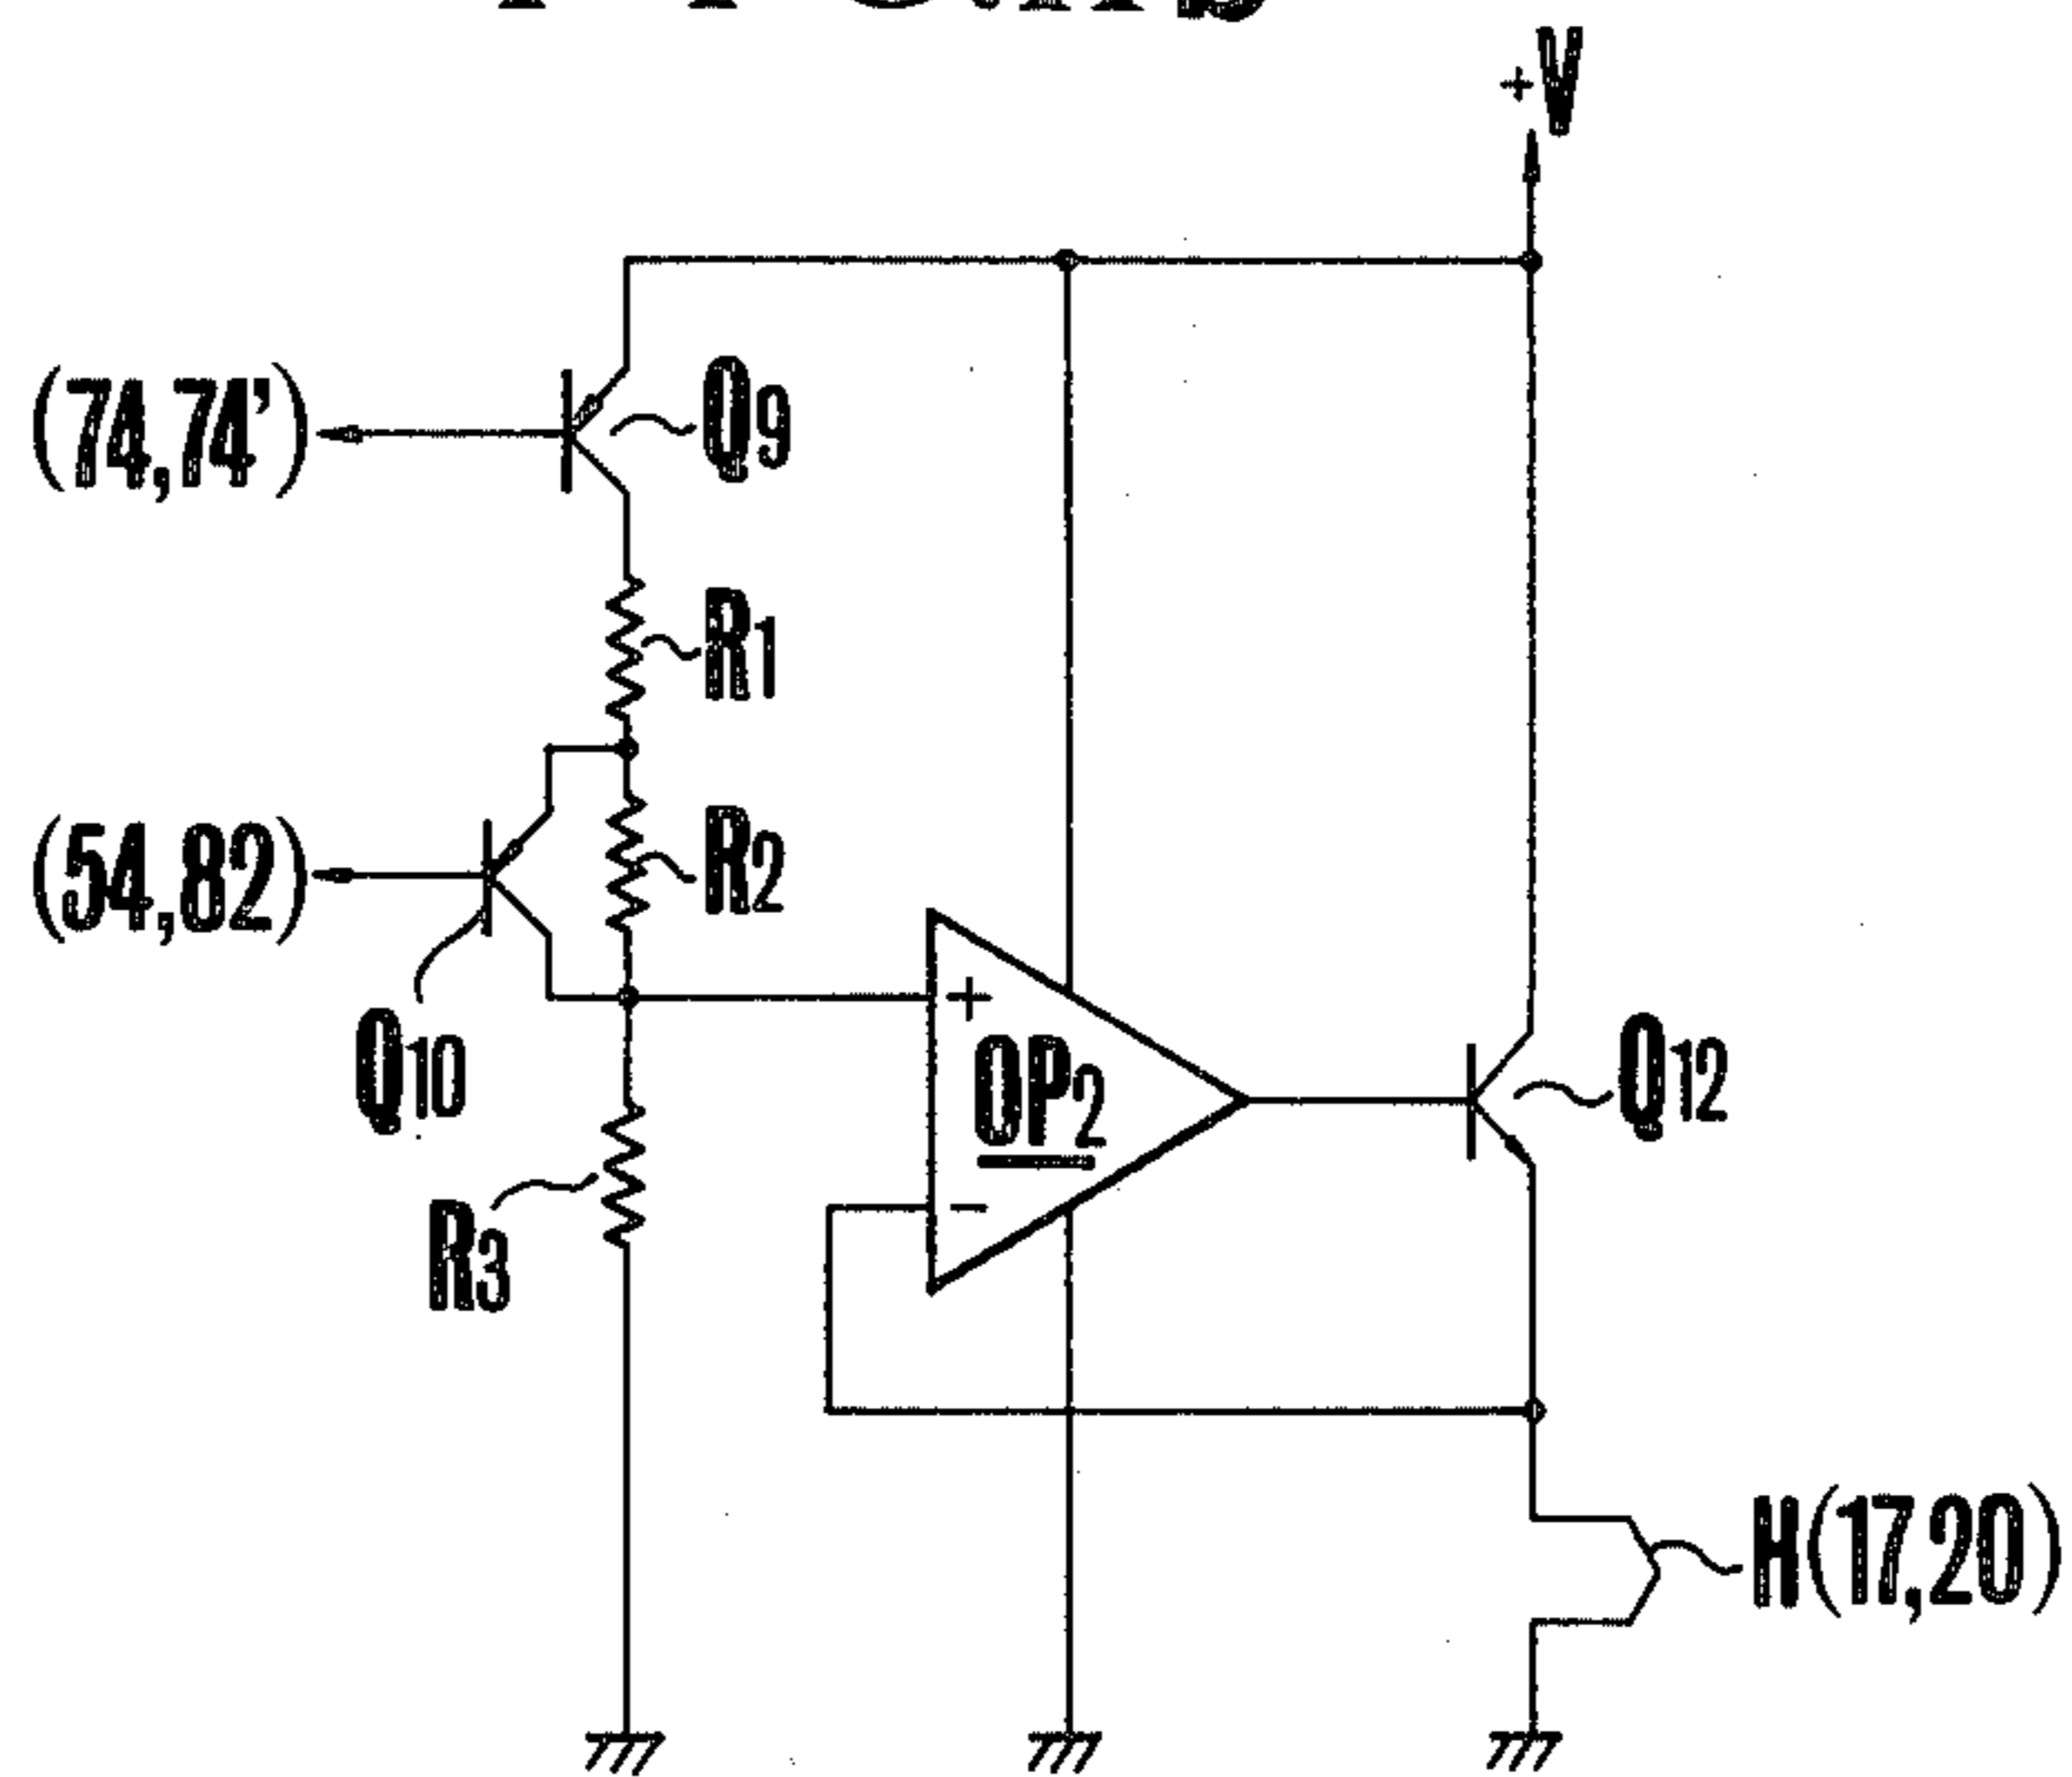 +V
(74,74')
Q9
R1
R2
(54,82)
Q10
+
OP2
Q12
−
R3
H(17,20)